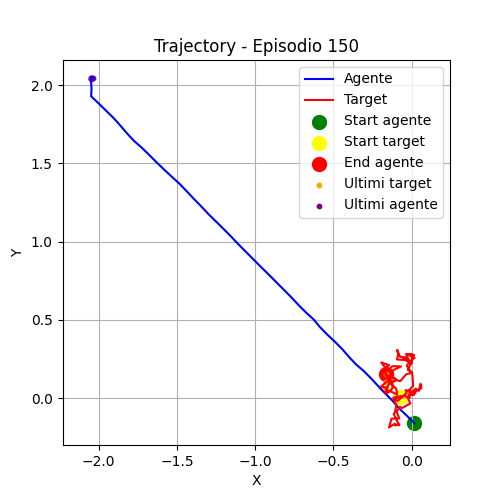 Trajectory - Episodio 150
Agente
Target
Start agente
Start target
End agente
Ultimi target
Ultimi agente
Y
2.0
1.5
1.0
0.5
0.0
−2.0 −1.5 −1.0 −0.5 0.0
X